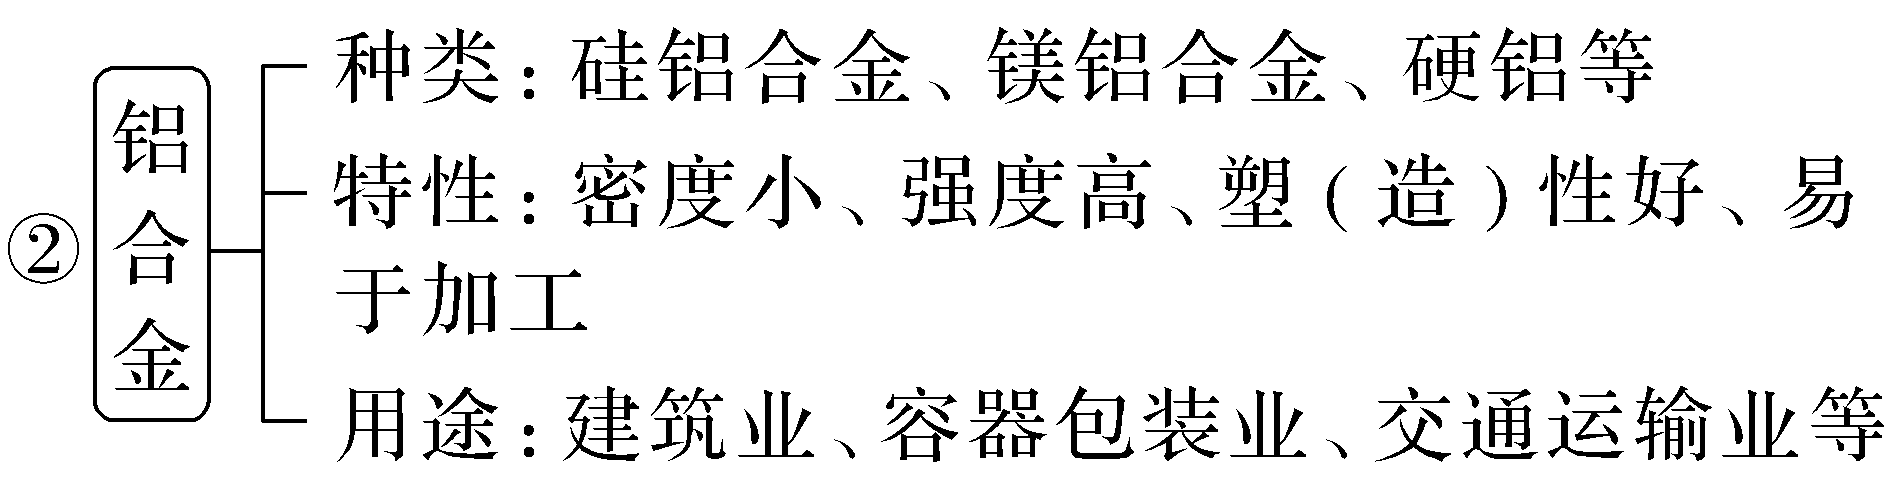 ②
铝合金
种类：硅铝合金、镁铝合金、硬铝等
特性：密度小、强度高、塑(造)性好、易
于加工
用途：建筑业、容器包装业、交通运输业等